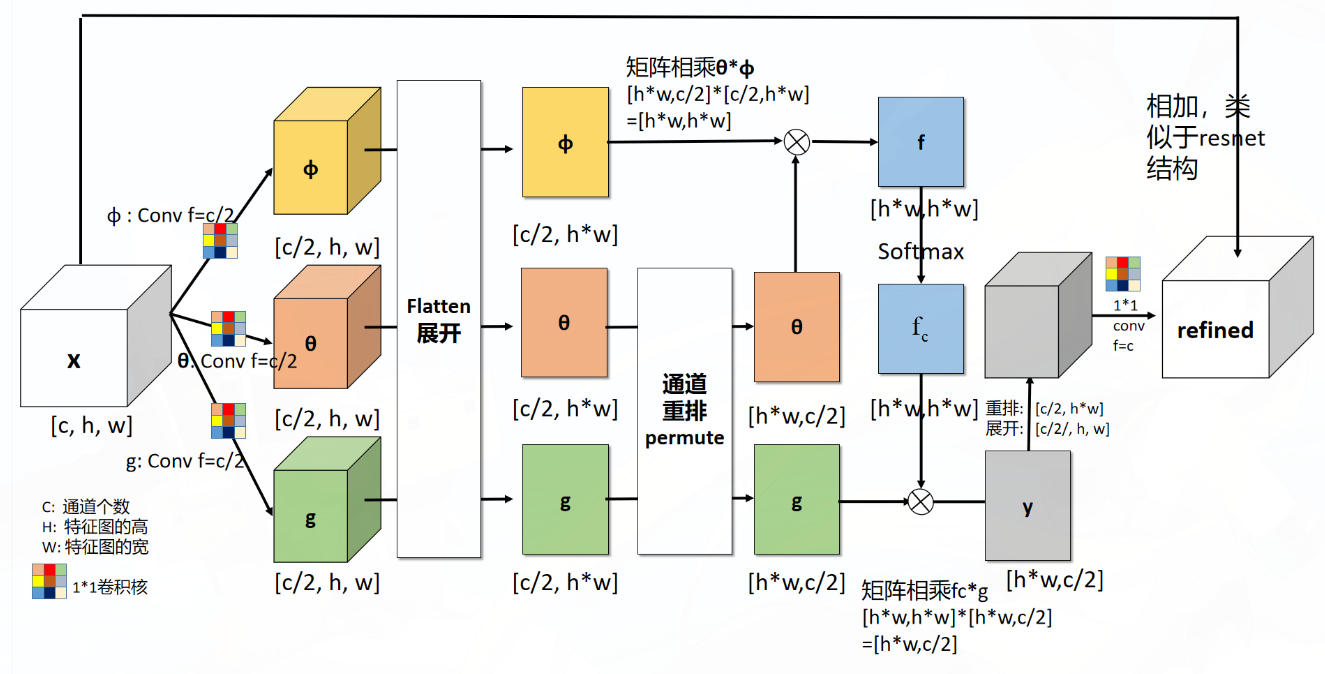 矩阵相乘θ*ф
[h*w,c/2]*[c/2,h*w]
=[h*w,h*w]
相加，类
似于resnet
结构
ф
ф
f
ф : Conv f=c/2
[c/2, h, w]
[c/2, h*w]
[h*w,h*w]
Softmax
Flatten
展开
X
[c, h, w]
θ: Conv f=c/2
θ
[c/2, h, w]
θ
[c/2, h*w]
通道
重排
permute
θ
[h*w,c/2]
fc
[h*w,h*w]
1*1
conv
f=c
refined
重排: [c/2, h*w]
展开: [c/2/, h, w]
g: Conv f=c/2
g
[c/2, h, w]
g
[c/2, h*w]
g
[h*w,c/2]
y
[h*w,c/2]
矩阵相乘fc*g
[h*w,h*w]*[h*w,c/2]
=[h*w,c/2]
C: 通道个数
H: 特征图的高
W: 特征图的宽
1*1卷积核